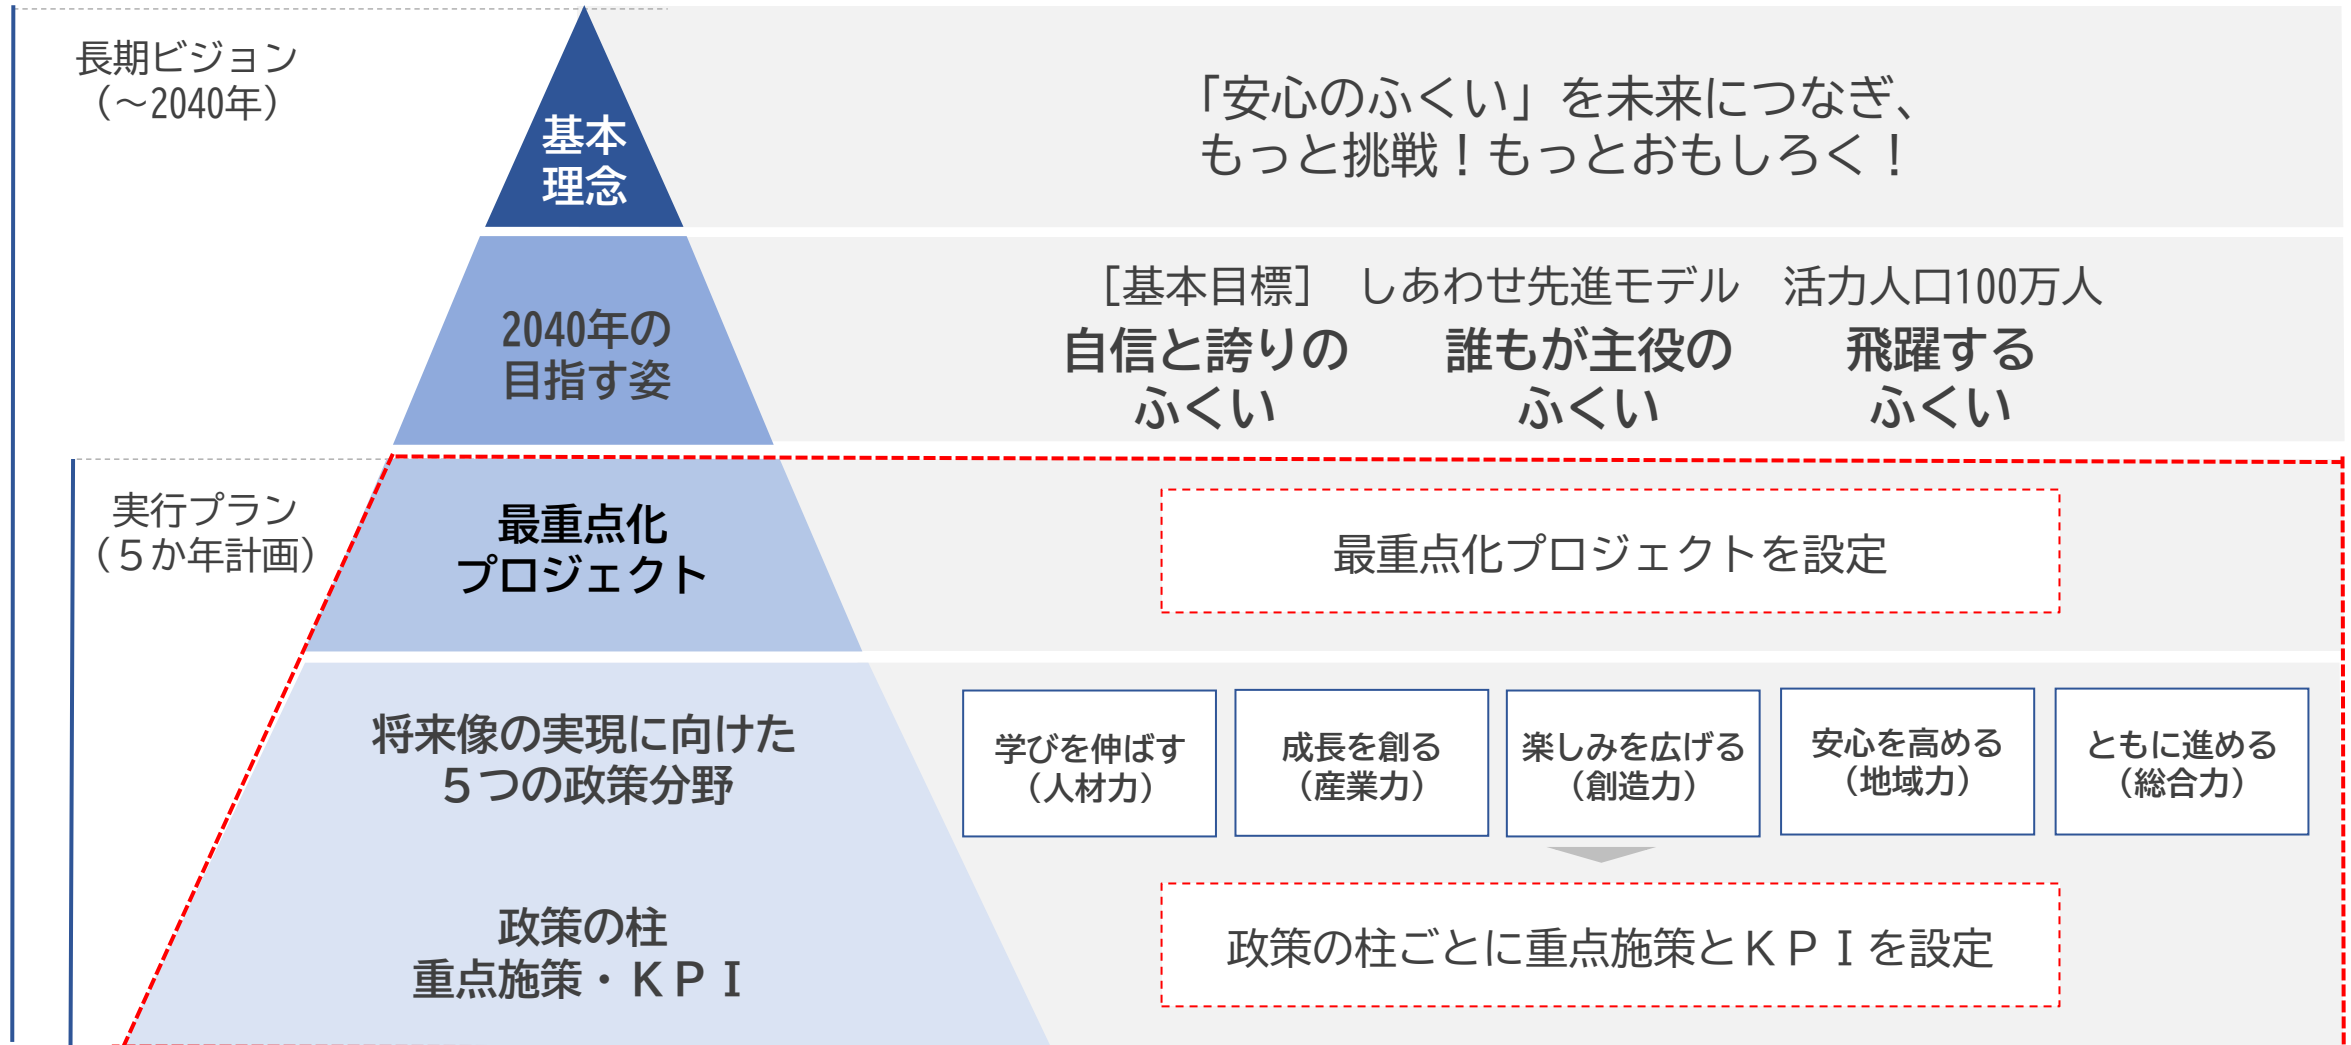 長期ビジョン
（～2040年）
基本
理念
「安心のふくい」を未来につなぎ、
もっと挑戦！もっとおもしろく！
2040年の
目指す姿
［基本目標］　しあわせ先進モデル　活力人口100万人
自信と誇りの
ふくい
誰もが主役の
ふくい
飛躍する
ふくい
実行プラン
（５か年計画）
最重点化
プロジェクト
最重点化プロジェクトを設定
将来像の実現に向けた
５つの政策分野
学びを伸ばす
（人材力）
成長を創る
（産業力）
楽しみを広げる
（創造力）
安心を高める
（地域力）
ともに進める
（総合力）
政策の柱
重点施策・ＫＰＩ
政策の柱ごとに重点施策とＫＰＩを設定